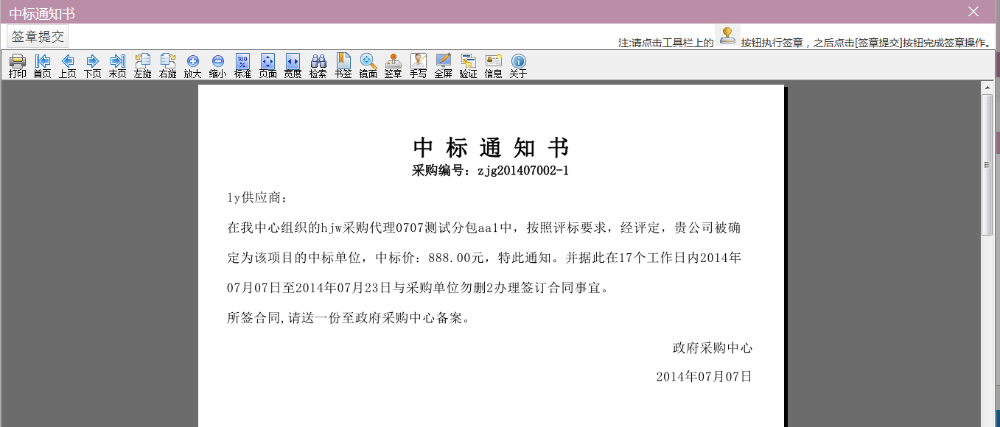 中标通知书
签章提交
注:请点击工具栏上的 按钮执行签章，之后点击[签章提交]按钮完成签章操作。
打印 首页 上页 下页 末页 左旋 右旋 放大 缩小 标准 页面 宽度 检索 书签 镜面 签章 手写 全屏 验证 信息 关于
中标通知书
采购编号：zjg201407002-1
ly供应商：
在我中心组织的hjw采购代理0707测试分包aa1中，按照评标要求，经评定，贵公司被确
定为该项目的中标单位，中标价：888.00元，特此通知。并据此在17个工作日内2014年
07月07日至2014年07月23日与采购单位勿删2办理签订合同事宜。
所签合同,请送一份至政府采购中心备案。
政府采购中心
2014年07月07日